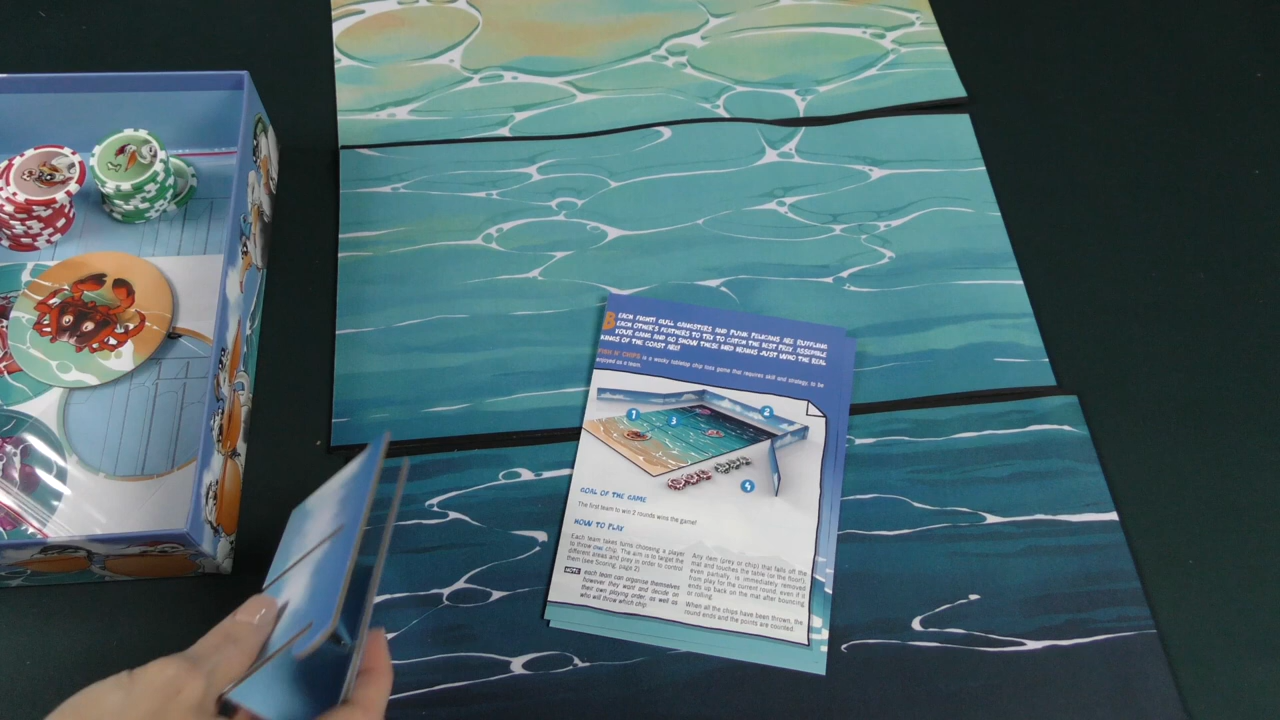 BEACH FIGHT! GULL GANGSTERS AND PUNK PELICANS ARE RUFFLING
EACH OTHER'S FEATHERS TO TRY TO CATCH THE BEST PREY. ASSEMBLE
YOUR GANG AND GO SHOW THESE BIRD BRAINS JUST WHO THE REAL
KINGS OF THE COAST ARE!
FISH N' CHIPS is a wacky tabletop chip toss game that requires skill and strategy, to be
enjoyed as a team.
1
2
3
4
GOAL OF THE GAME
The first team to win 2 rounds wins the game!
HOW TO PLAY
Each team takes turns choosing a player
to throw one chip. The aim is to target the
different areas and prey in order to control
them (see Scoring, page 2).
NOTE: each team can organise themselves
however they want and decide on
their own playing order, as well as
who will throw which chip.
Any item (prey or chip) that falls off the
mat and touches the table (or the floor!),
even partially, is immediately removed
from play for the current round, even if it
ends up back on the mat after bouncing
or rolling.
When all the chips have been thrown, the
round ends and the points are counted.